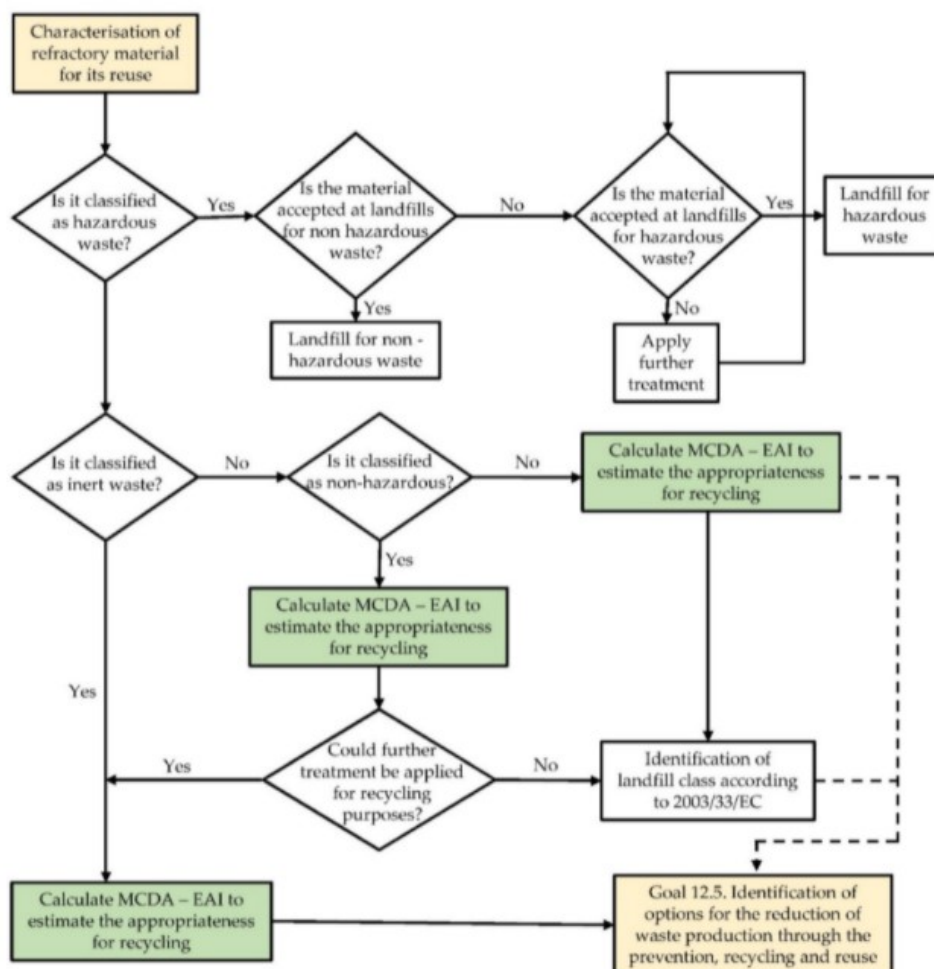 Characterisation of
refractory material
for its reuse
Is it classified
as hazardous
waste?
Yes
Is the material
accepted at landfills
for non hazardous
waste?
No
Is the material
accepted at landfills
for hazardous
waste?
Yes
Landfill for
hazardous
waste
Yes
Landfill for non -
hazardous waste
No
Apply
further
treatment
Is it classified
as inert waste?
No
Is it classified
as non-hazardous?
No
Calculate MCDA – EAI to
estimate the appropriateness
for recycling
Yes
Calculate MCDA – EAI to
estimate the appropriateness
for recycling
Yes
Yes
Could further
treatment be applied
for recycling
purposes?
No
Identification of
landfill class according
to 2003/33/EC
Calculate MCDA – EAI to
estimate the appropriateness
for recycling
Goal 12.5. Identification of
options for the reduction of
waste production through the
prevention, recycling and reuse